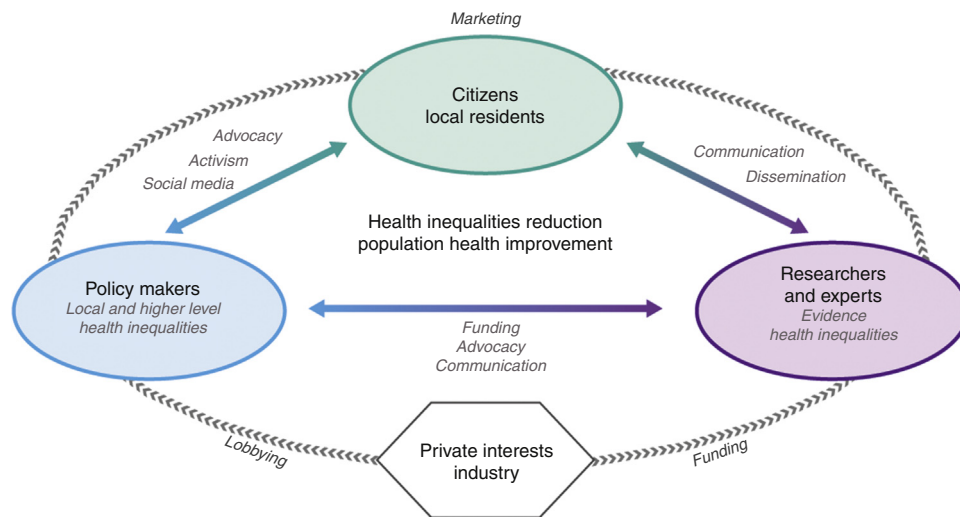 Marketing
Citizens
local residents
Advocacy
Activism
Social media
Communication
Dissemination
Health inequalities reduction
population health improvement
Policy makers
Local and higher level
health inequalities
Researchers
and experts
Evidence
health inequalities
Funding
Advocacy
Communication
Lobbying
Private interests
industry
Funding